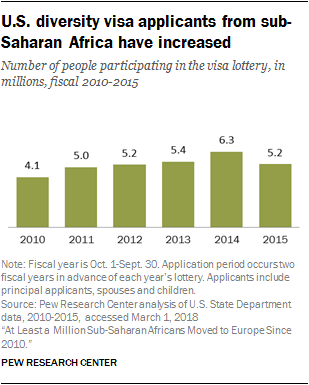 U.S. diversity visa applicants from sub-
Saharan Africa have increased
Number of people participating in the visa lottery, in
millions, fiscal 2010-2015
4.1 5.0 5.2 5.4 6.3 5.2
2010 2011 2012 2013 2014 2015
Note: Fiscal year is Oct. 1-Sept. 30. Application period occurs two
fiscal years in advance of each year's lottery. Applicants include
principal applicants, spouses and children.
Source: Pew Research Center analysis of U.S. State Department
data, 2010-2015, accessed March 1, 2018
"At Least a Million Sub-Saharan Africans Moved to Europe Since
2010."
PEW RESEARCH CENTER